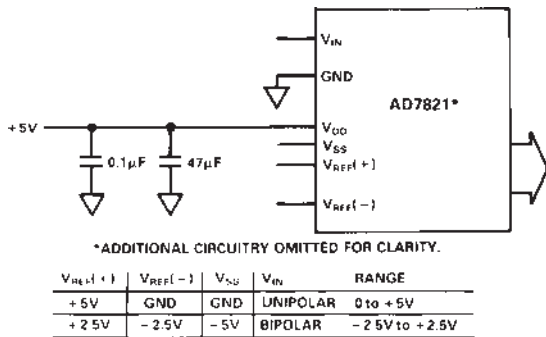 V_IN
GND
AD7821*
+5V
V_DD
V_SS
0.1µF
47µF
V_REF(+)
V_REF(−)
*ADDITIONAL CIRCUITRY OMITTED FOR CLARITY.
V_REF(+) V_REF(−) V_SS V_IN RANGE
+5V GND GND UNIPOLAR 0 to +5V
+2.5V −2.5V −5V BIPOLAR −2.5V to +2.5V